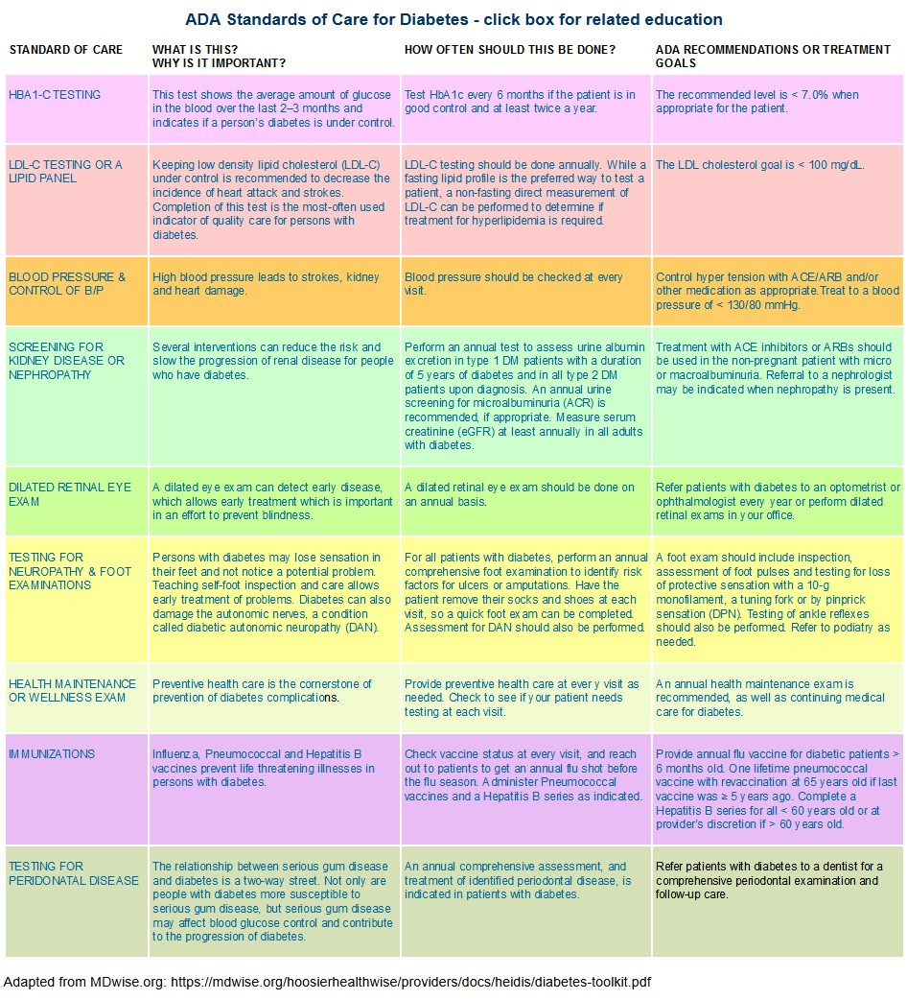 ADA Standards of Care for Diabetes - click box for related education
STANDARD OF CARE
WHAT IS THIS?
WHY IS IT IMPORTANT?
HOW OFTEN SHOULD THIS BE DONE?
ADA RECOMMENDATIONS OR TREATMENT
GOALS
HBA1-C TESTING
This test shows the average amount of glucose
in the blood over the last 2–3 months and
indicates if a person's diabetes is under control.
Test HbA1c every 6 months if the patient is in
good control and at least twice a year.
The recommended level is < 7.0% when
appropriate for the patient.
LDL-C TESTING OR A
LIPID PANEL
Keeping low density lipid cholesterol (LDL-C)
under control is recommended to decrease the
incidence of heart attack and strokes.
Completion of this test is the most-often used
indicator of quality care for persons with
diabetes.
LDL-C testing should be done annually. While a
fasting lipid profile is the preferred way to test a
patient, a non-fasting direct measurement of
LDL-C can be performed to determine if
treatment for hyperlipidemia is required.
The LDL cholesterol goal is < 100 mg/dL.
BLOOD PRESSURE &
CONTROL OF B/P
High blood pressure leads to strokes, kidney
and heart damage.
Blood pressure should be checked at every
visit.
Control hyper tension with ACE/ARB and/or
other medication as appropriate.Treat to a blood
pressure of < 130/80 mmHg.
SCREENING FOR
KIDNEY DISEASE OR
NEPHROPATHY
Several interventions can reduce the risk and
slow the progression of renal disease for people
who have diabetes.
Perform an annual test to assess urine albumin
excretion in type 1 DM patients with a duration
of 5 years of diabetes and in all type 2 DM
patients upon diagnosis. An annual urine
screening for microalbuminuria (ACR) is
recommended, if appropriate. Measure serum
creatinine (eGFR) at least annually in all adults
with diabetes.
Treatment with ACE inhibitors or ARBs should
be used in the non-pregnant patient with micro
or macroalbuminuria. Referral to a nephrologist
may be indicated when nephropathy is present.
DILATED RETINAL EYE
EXAM
A dilated eye exam can detect early disease,
which allows early treatment which is important
in an effort to prevent blindness.
A dilated retinal eye exam should be done on
an annual basis.
Refer patients with diabetes to an optometrist or
ophthalmologist every year or perform dilated
retinal exams in your office.
TESTING FOR
NEUROPATHY & FOOT
EXAMINATIONS
Persons with diabetes may lose sensation in
their feet and not notice a potential problem.
Teaching self-foot inspection and care allows
early treatment of problems. Diabetes can also
damage the autonomic nerves, a condition
called diabetic autonomic neuropathy (DAN).
For all patients with diabetes, perform an annual
comprehensive foot examination to identify risk
factors for ulcers or amputations. Have the
patient remove their socks and shoes at each
visit, so a quick foot exam can be completed.
Assessment for DAN should also be performed.
A foot exam should include inspection,
assessment of foot pulses and testing for loss
of protective sensation with a 10-g
monofilament, a tuning fork or by pinprick
sensation (DPN). Testing of ankle reflexes
should also be performed. Refer to podiatry as
needed.
HEALTH MAINTENANCE
OR WELLNESS EXAM
Preventive health care is the cornerstone of
prevention of diabetes complications.
Provide preventive health care at every visit as
needed. Check to see if your patient needs
testing at each visit.
An annual health maintenance exam is
recommended, as well as continuing medical
care for diabetes.
IMMUNIZATIONS
Influenza, Pneumococcal and Hepatitis B
vaccines prevent life threatening illnesses in
persons with diabetes.
Check vaccine status at every visit, and reach
out to patients to get an annual flu shot before
the flu season. Administer Pneumococcal
vaccines and a Hepatitis B series as indicated.
Provide annual flu vaccine for diabetic patients >
6 months old. One lifetime pneumococcal
vaccine with revaccination at 65 years old if last
vaccine was ≥ 5 years ago. Complete a
Hepatitis B series for all < 60 years old or at
provider's discretion if > 60 years old.
TESTING FOR
PERIDONATAL DISEASE
The relationship between serious gum disease
and diabetes is a two-way street. Not only are
people with diabetes more susceptible to
serious gum disease, but serious gum disease
may affect blood glucose control and contribute
to the progression of diabetes.
An annual comprehensive assessment, and
treatment of identified periodontal disease, is
indicated in patients with diabetes.
Refer patients with diabetes to a dentist for a
comprehensive periodontal examination and
follow-up care.
Adapted from MDwise.org: https://mdwise.org/hoosierhealthwise/providers/docs/heidis/diabetes-toolkit.pdf